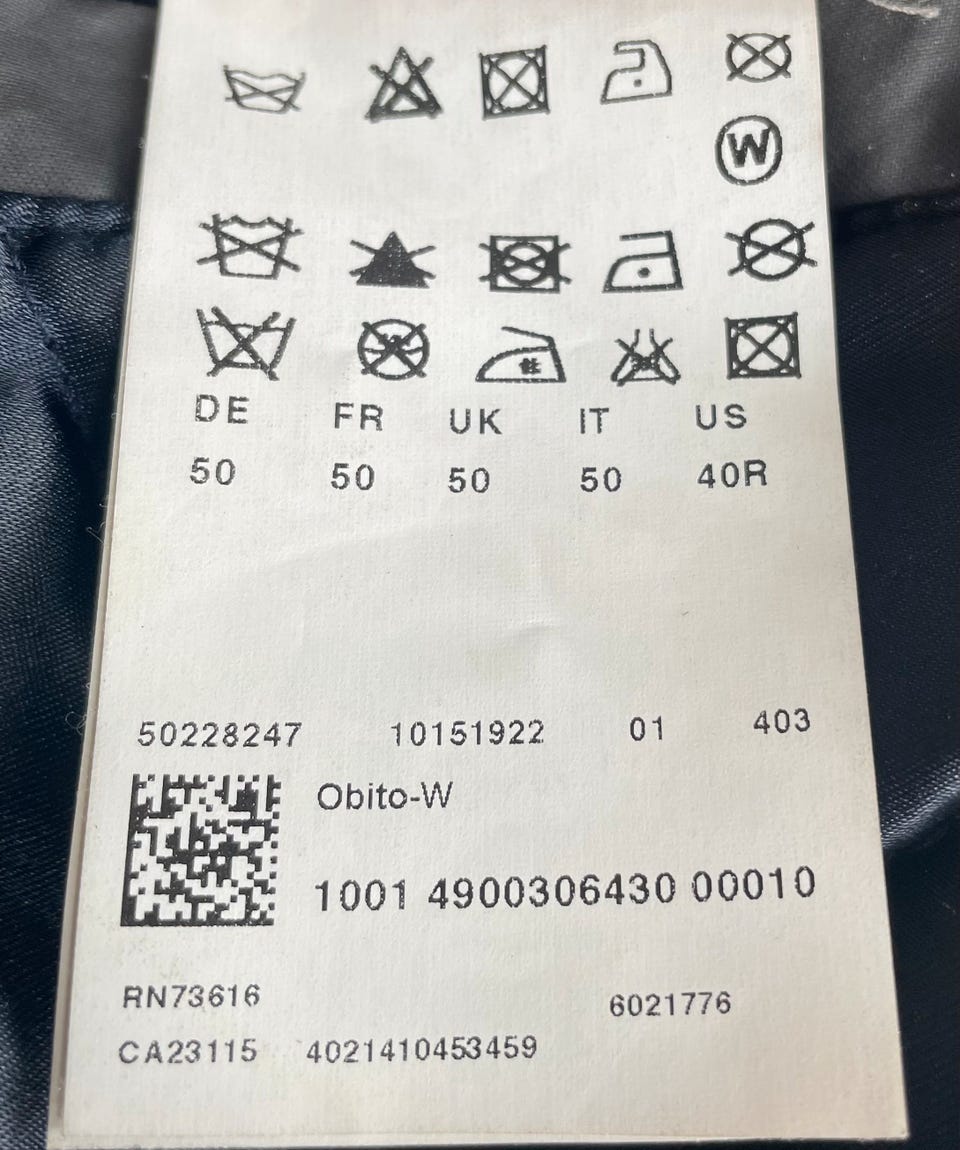 W
DE FR UK IT US
50 50 50 50 40R
50228247 10151922 01 403
Obito-W
1001 4900306430 00010
RN73616 6021776
CA23115 4021410453459